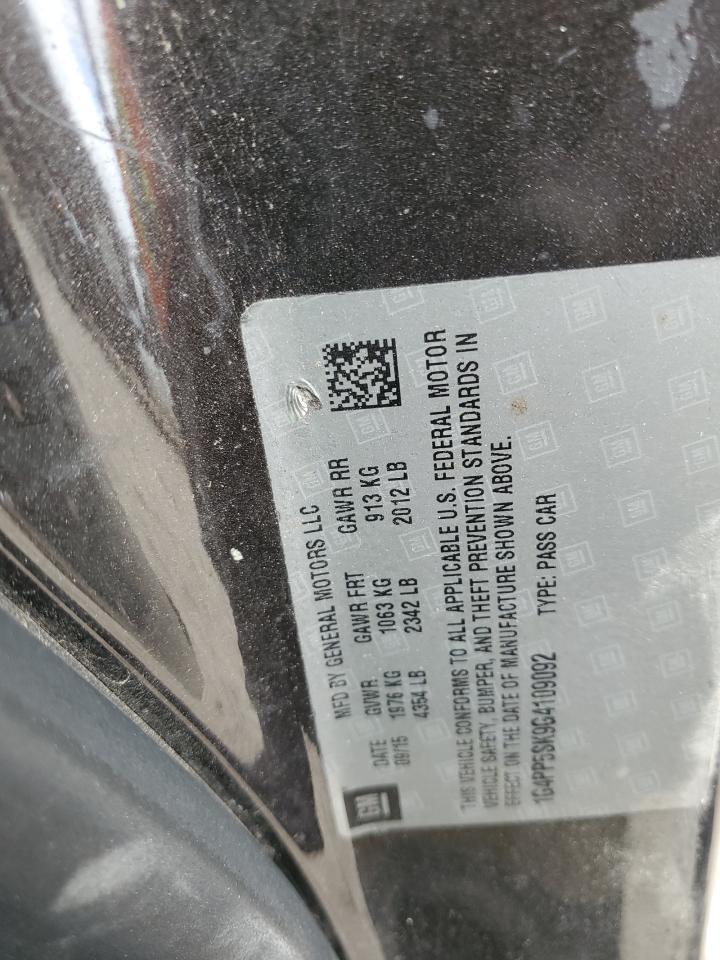 GM
MFD BY GENERAL MOTORS LLC
DATE GVWR GAWR FRT GAWR RR
09/15 1976 KG 1063 KG 913 KG
4354 LB 2342 LB 2012 LB
THIS VEHICLE CONFORMS TO ALL APPLICABLE U.S. FEDERAL MOTOR
VEHICLE SAFETY, BUMPER, AND THEFT PREVENTION STANDARDS IN
EFFECT ON THE DATE OF MANUFACTURE SHOWN ABOVE.
1G4PP5SK9G4109092 TYPE: PASS CAR